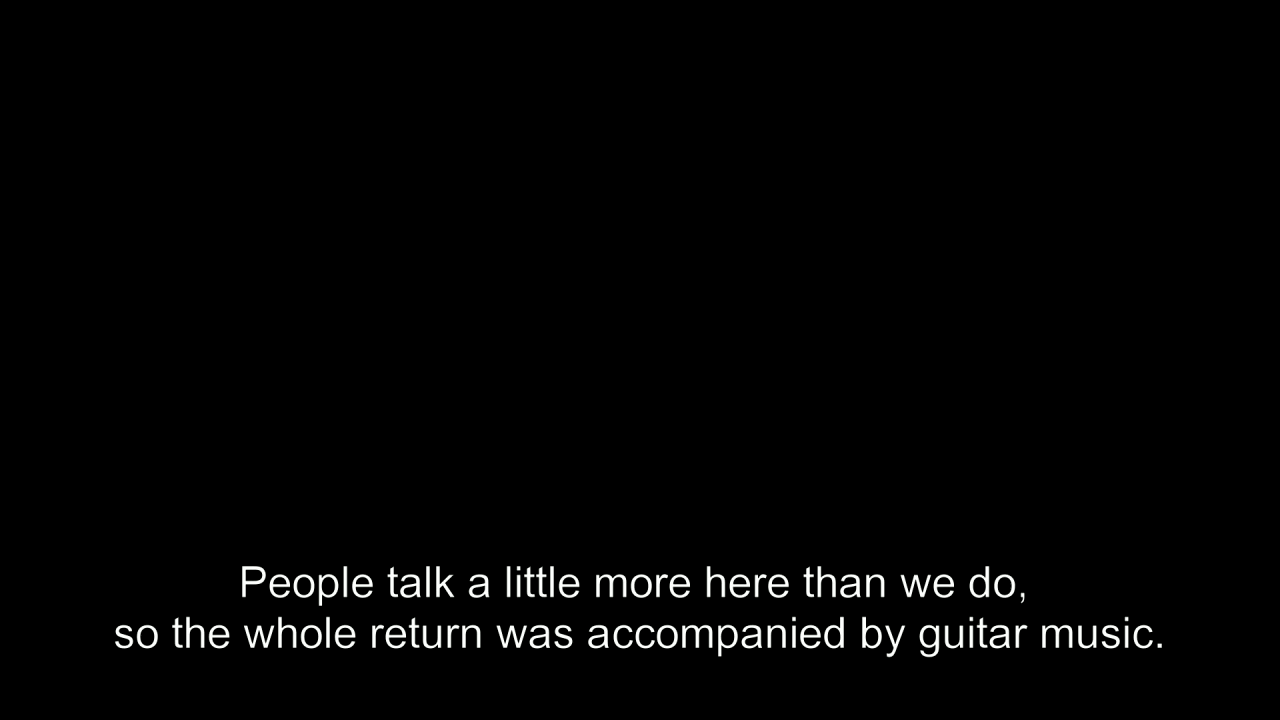 People talk a little more here than we do,
so the whole return was accompanied by guitar music.